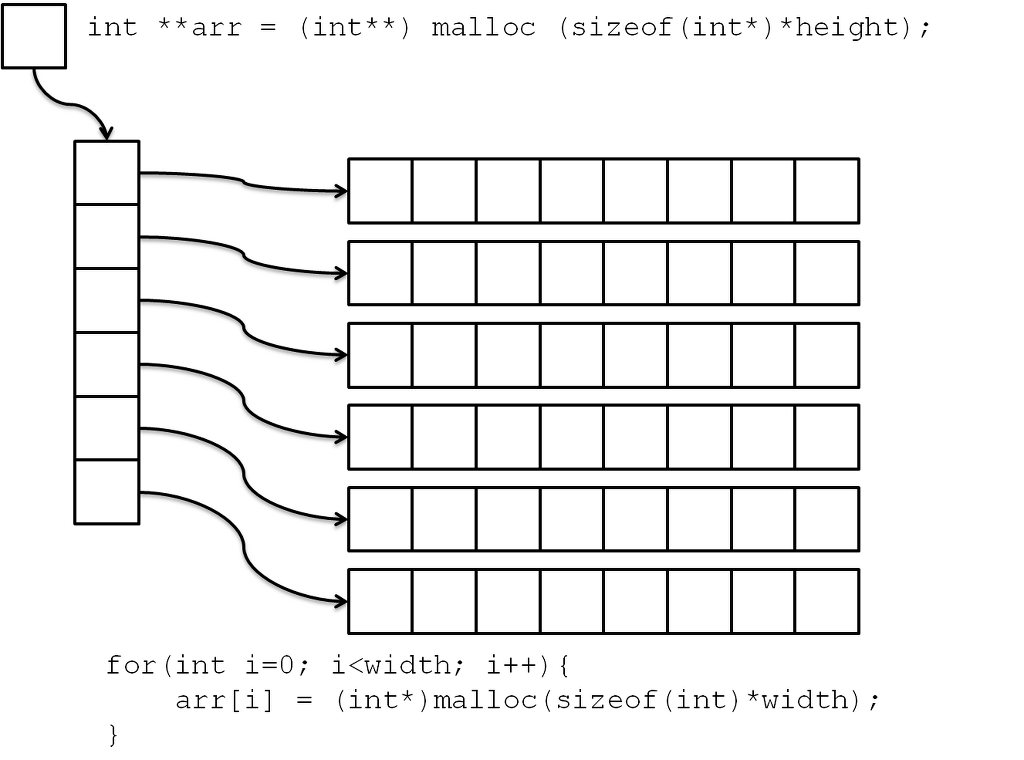 int **arr = (int**) malloc (sizeof(int*)*height);
for(int i=0; i<width; i++){
    arr[i] = (int*)malloc(sizeof(int)*width);
}